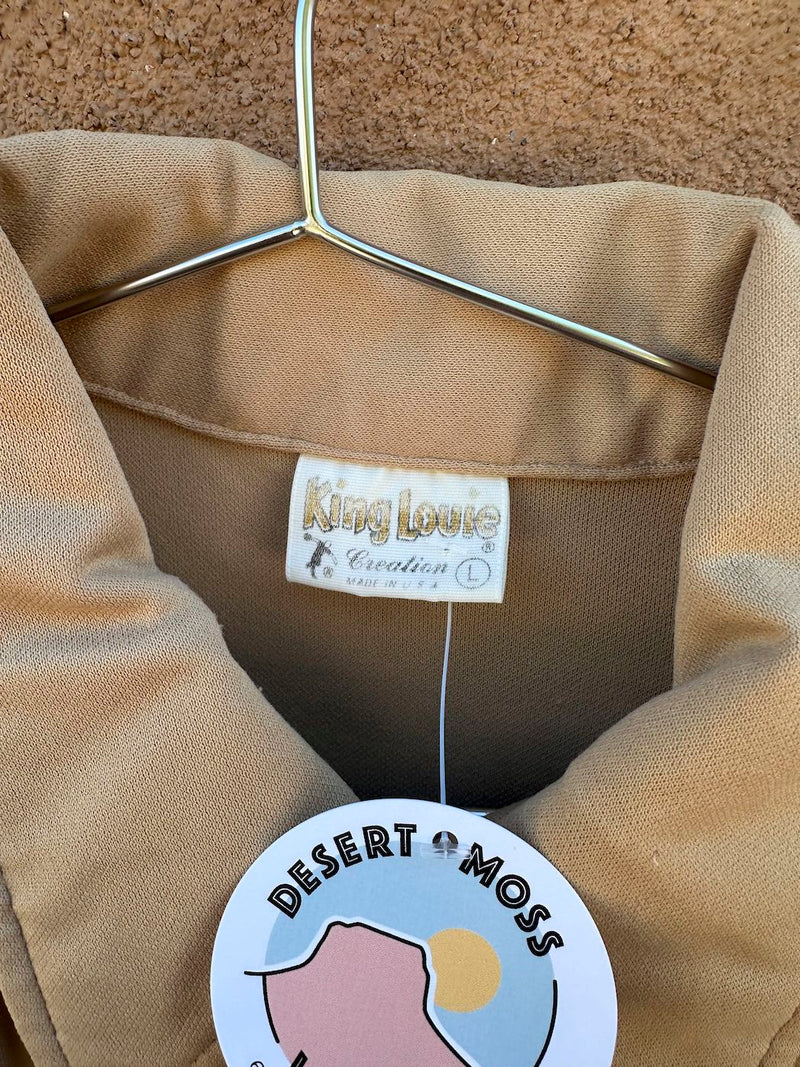 King Louie
®
® Creation L
MADE IN U.S.A.
DESERT MOSS